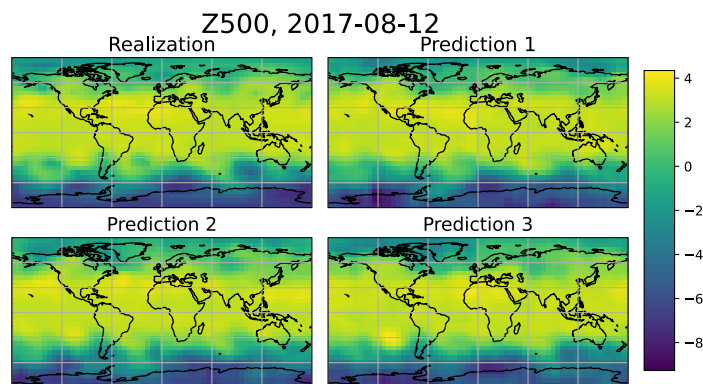 Z500, 2017-08-12
Realization
Prediction 1
Prediction 2
Prediction 3
4
2
0
−2
−4
−6
−8